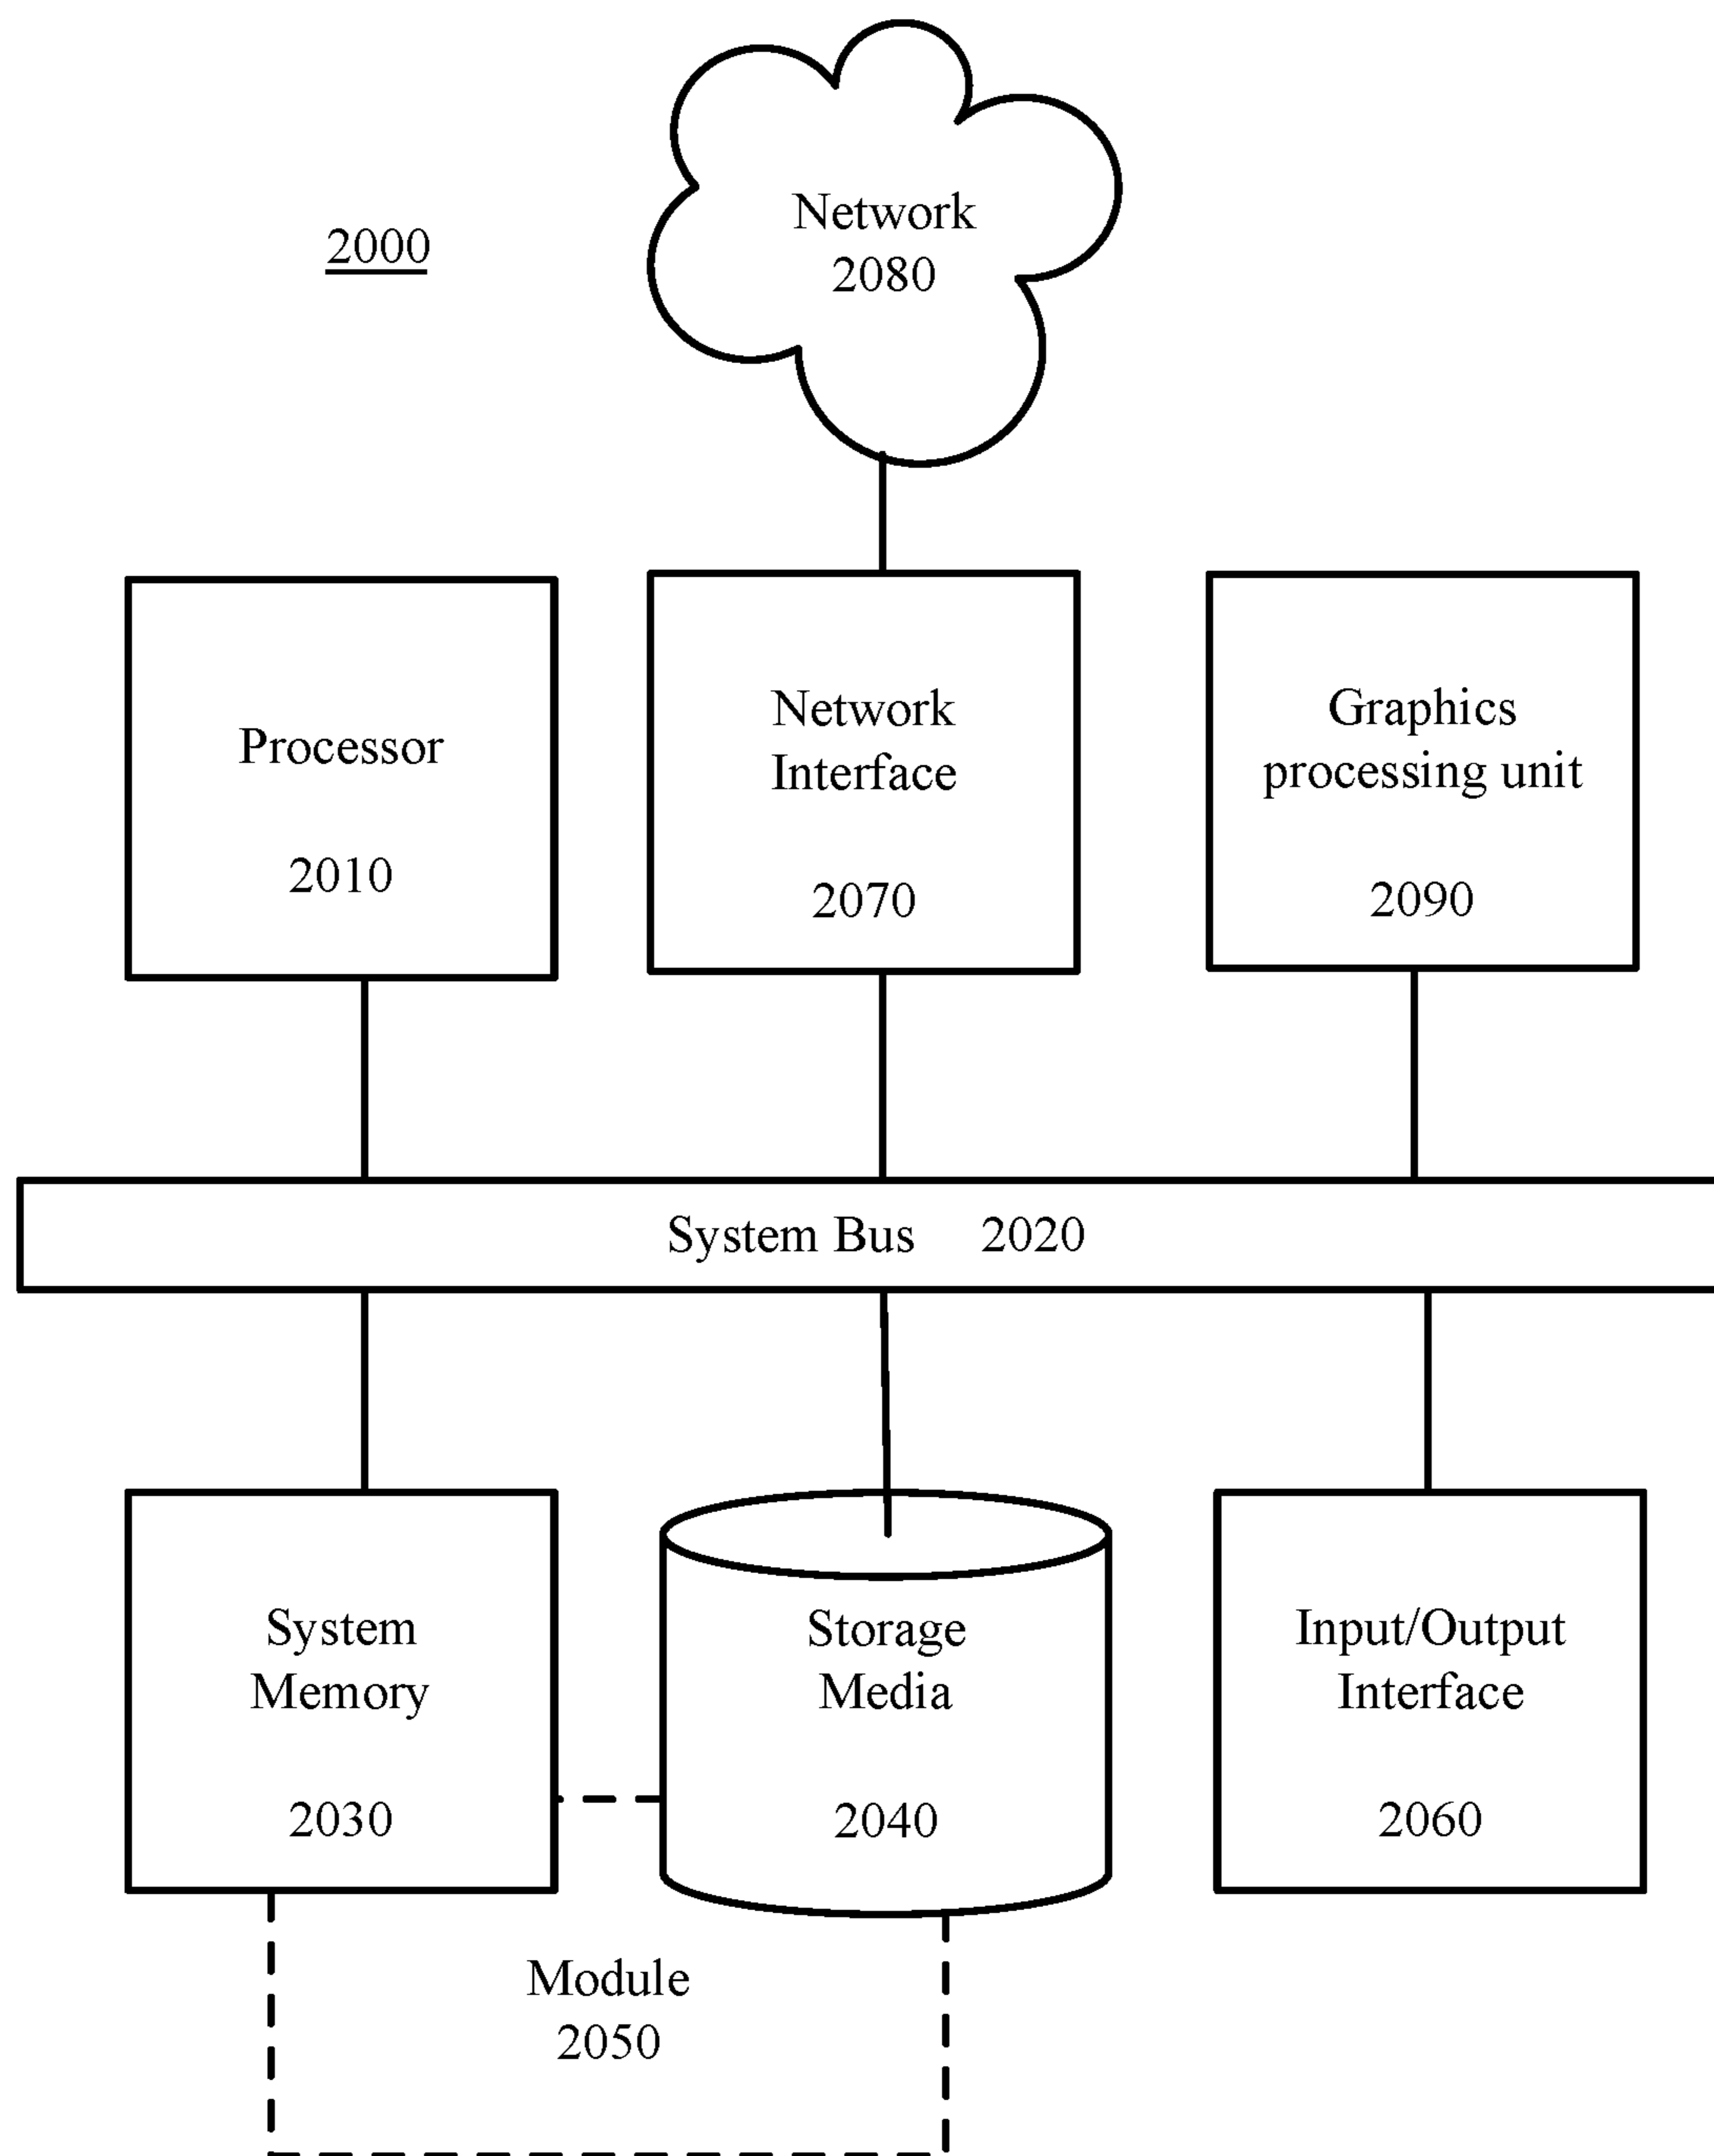 Network
2080
2000
Processor
2010
Network
Interface
2070
Graphics
processing unit
2090
System Bus 2020
System
Memory
2030
Storage
Media
2040
Input/Output
Interface
2060
Module
2050